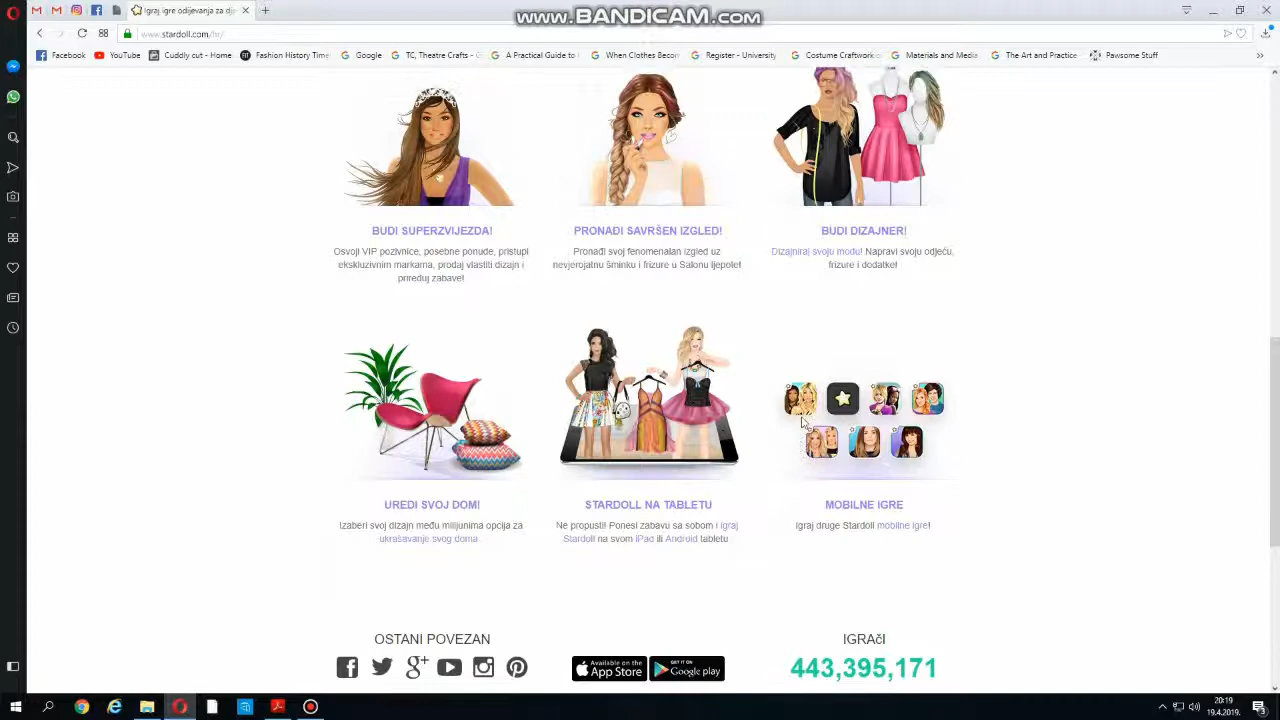 www.BANDICAM.com
Igraj igre odijevanja za dje
www.stardoll.com/hr/
Facebook YouTube Cuddly cut - Home Fashion History Time Google TC, Theatre Crafts - G A Practical Guide to When Clothes Becom Register - University Costume Craftwork Materials and Media The Art and Practice Pawsome Stuff
BUDI SUPERZVIJEZDA!
Osvoji VIP pozivnice, posebne ponude, pristupi
ekskluzivnim markama, prodaj vlastiti dizajn i
prireduj zabave!
PRONAĐI SAVRŠEN IZGLED!
Pronađi svoj fenomenalan izgled uz
nevjerojatnu šminku i frizure u Salonu ljepote!
BUDI DIZAJNER!
Dizajniraj svoju modu! Napravi svoju odjeću,
frizure i dodatke!
UREDI SVOJ DOM!
Izaberi svoj dizajn među milijunima opcija za
ukrašavanje svog doma
STARDOLL NA TABLETU
Ne propusti! Ponesi zabavu sa sobom i igraj
Stardoll na svom iPad ili Android tabletu
MOBILNE IGRE
Igraj druge Stardoll mobilne igre!
OSTANI POVEZAN
Available on the
App Store
GET IT ON
Google play
IGRAčI
443,395,171
20:19
19.4.2019.